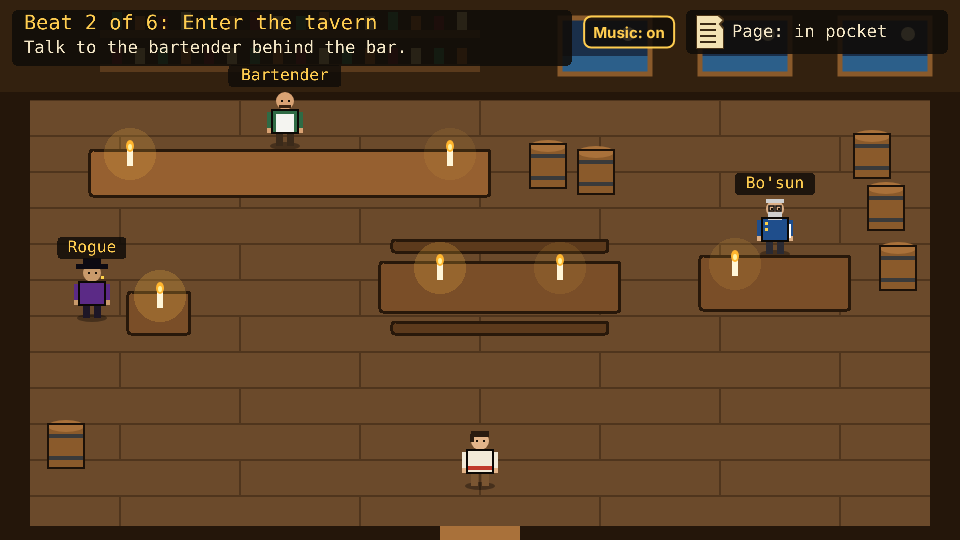 Beat 2 of 6: Enter the tavern
Talk to the bartender behind the bar.
Music: on
Page: in pocket
Bartender
Bo'sun
Rogue